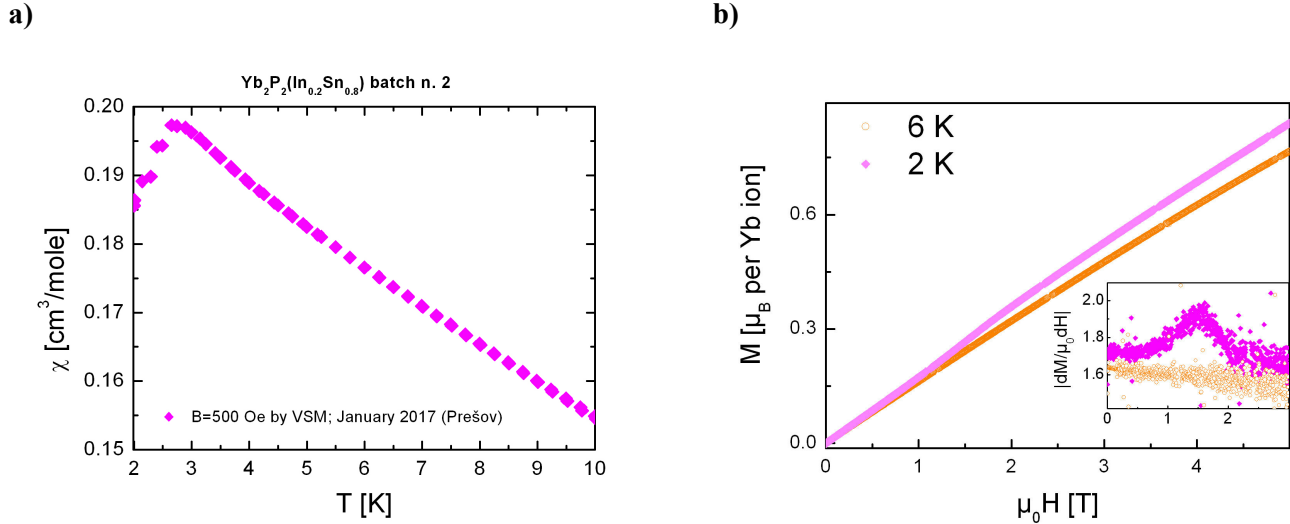 a)
Yb₂P₂(In₀.₂Sn₀.₈) batch n. 2
0.20
0.19
0.18
0.17
0.16
0.15
χ [cm³/mole]
B=500 Oe by VSM; January 2017 (Prešov)
2 3 4 5 6 7 8 9 10
T [K]
b)
6 K
2 K
0.6
0.3
0.0
M [μ_B per Yb ion]
2.0
1.8
1.6
|dM/μ₀dH|
0 1 2
0 1 2 3 4
μ₀H [T]